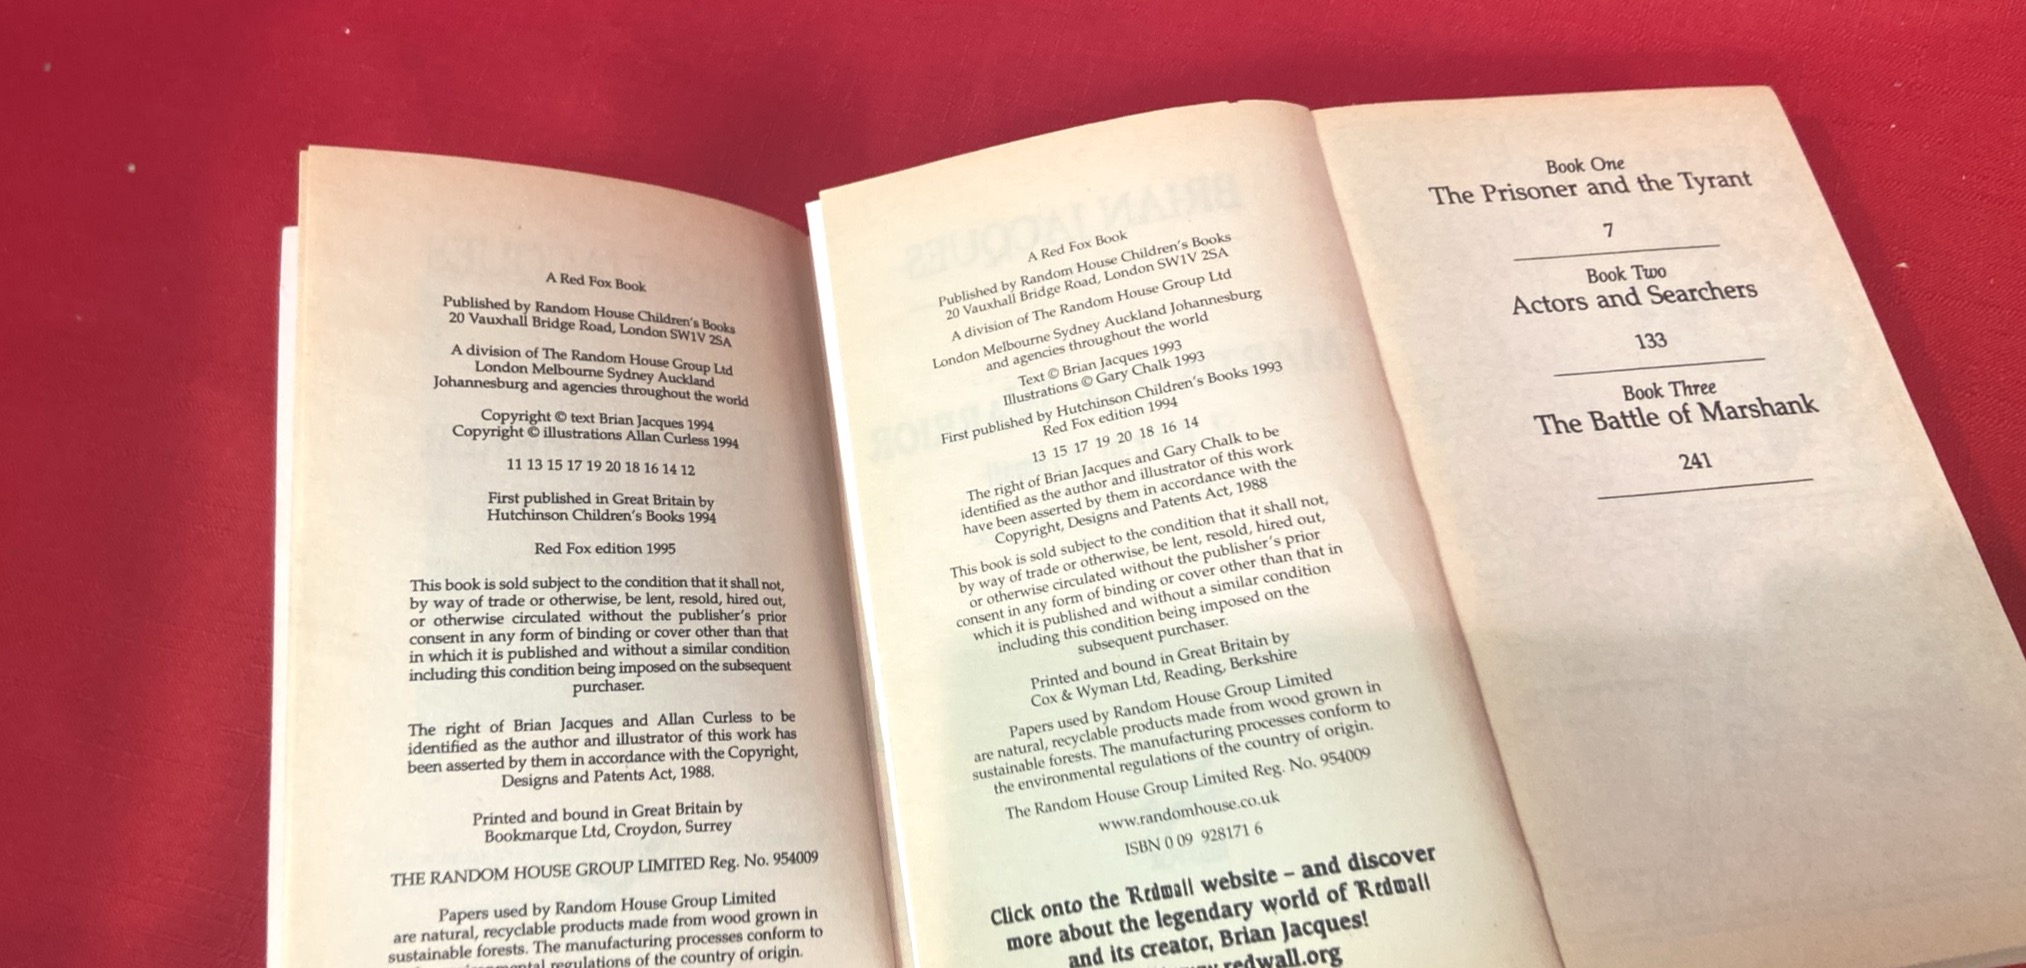 A Red Fox Book
Published by Random House Children's Books
20 Vauxhall Bridge Road, London SW1V 2SA
A division of The Random House Group Ltd
London Melbourne Sydney Auckland
Johannesburg and agencies throughout the world
Copyright © text Brian Jacques 1994
Copyright © illustrations Allan Curless 1994
11 13 15 17 19 20 18 16 14 12
First published in Great Britain by
Hutchinson Children's Books 1994
Red Fox edition 1995
This book is sold subject to the condition that it shall not,
by way of trade or otherwise, be lent, resold, hired out,
or otherwise circulated without the publisher's prior
consent in any form of binding or cover other than that
in which it is published and without a similar condition
including this condition being imposed on the subsequent
purchaser.
The right of Brian Jacques and Allan Curless to be
identified as the author and illustrator of this work has
been asserted by them in accordance with the Copyright,
Designs and Patents Act, 1988.
Printed and bound in Great Britain by
Bookmarque Ltd, Croydon, Surrey
THE RANDOM HOUSE GROUP LIMITED Reg. No. 954009
Papers used by Random House Group Limited
are natural, recyclable products made from wood grown in
sustainable forests. The manufacturing processes conform to
regulations of the country of origin.
A Red Fox Book
Published by Random House Children's Books
20 Vauxhall Bridge Road, London SW1V 2SA
A division of The Random House Group Ltd
London Melbourne Sydney Auckland Johannesburg
and agencies throughout the world
Text © Brian Jacques 1993
Illustrations © Gary Chalk 1993
First published by Hutchinson Children's Books 1993
Red Fox edition 1994
13 15 17 19 20 18 16 14
The right of Brian Jacques and Gary Chalk to be
identified as the author and illustrator of this work
have been asserted by them in accordance with the
Copyright, Designs and Patents Act, 1988
This book is sold subject to the condition that it shall not,
by way of trade or otherwise, be lent, resold, hired out,
or otherwise circulated without the publisher's prior
consent in any form of binding or cover other than that in
which it is published and without a similar condition
including this condition being imposed on the
subsequent purchaser.
Printed and bound in Great Britain by
Cox & Wyman Ltd, Reading, Berkshire
Papers used by Random House Group Limited
are natural, recyclable products made from wood grown in
sustainable forests. The manufacturing processes conform to
the environmental regulations of the country of origin.
The Random House Group Limited Reg. No. 954009
www.randomhouse.co.uk
ISBN 0 09 928171 6
Click onto the Redwall website – and discover
more about the legendary world of Redwall
and its creator, Brian Jacques!
redwall.org
Book One
The Prisoner and the Tyrant
7
Book Two
Actors and Searchers
133
Book Three
The Battle of Marshank
241